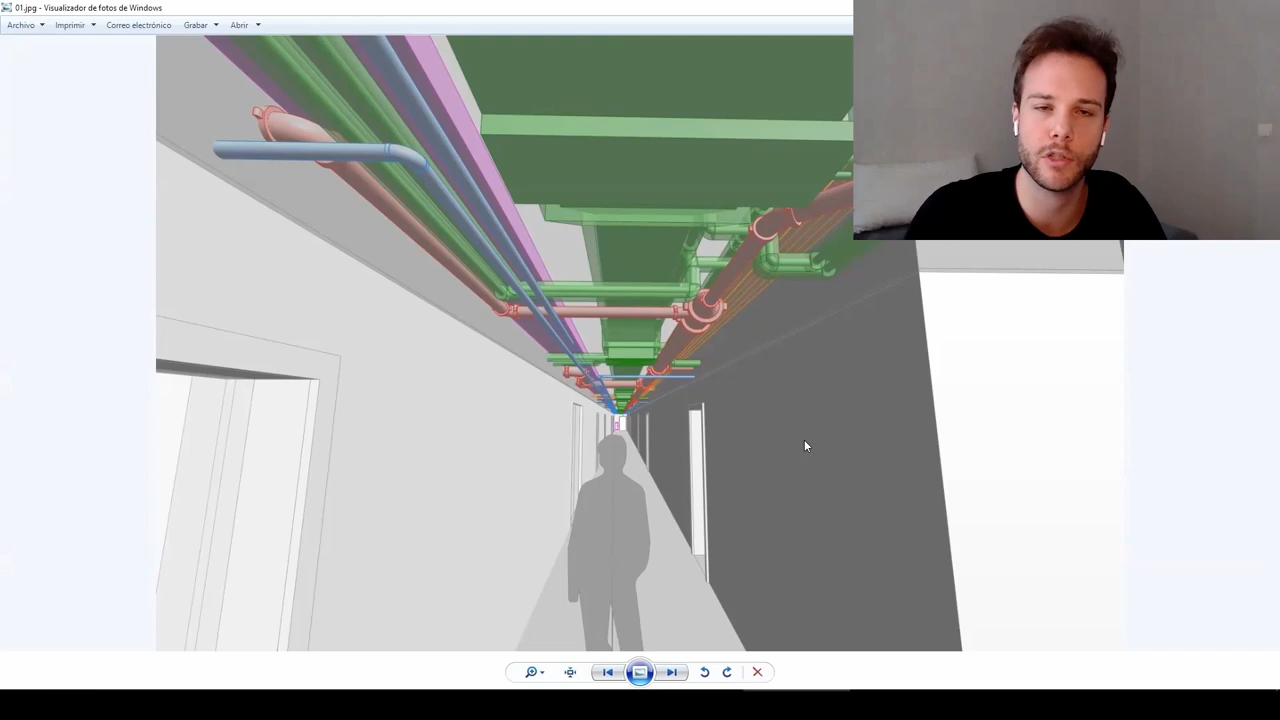 01.jpg - Visualizador de fotos de Windows
Archivo Imprimir Correo electrónico Grabar Abrir